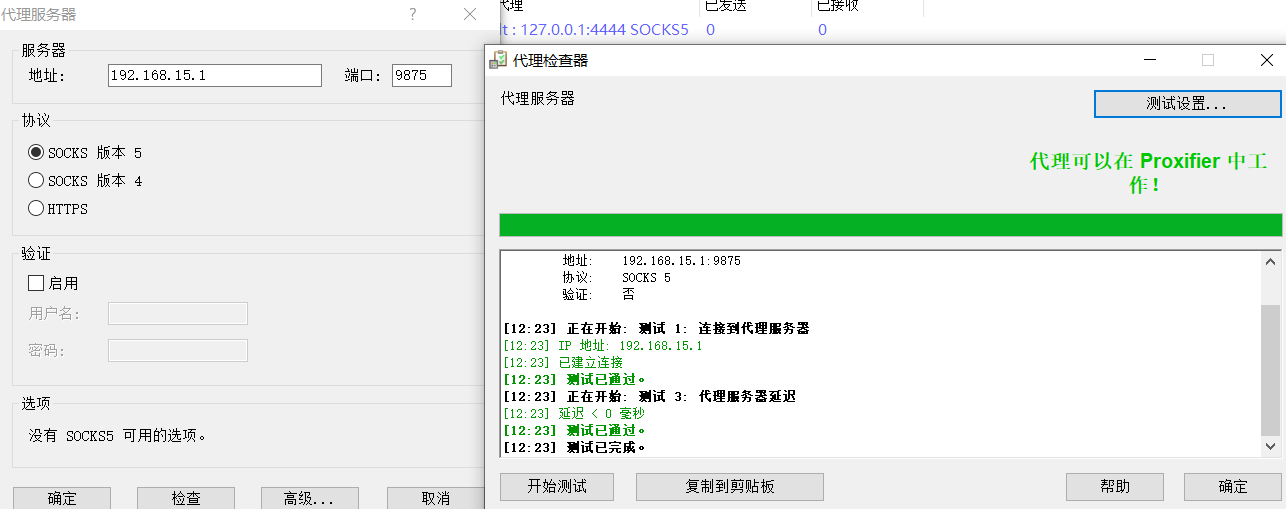 代理服务器
?
服务器
地址:
192.168.15.1
端口:
9875
协议
SOCKS 版本 5
SOCKS 版本 4
HTTPS
验证
启用
用户名:
密码:
选项
没有 SOCKS5 可用的选项。
确定
检查
高级...
取消
代理
已发送
已接收
lt : 127.0.0.1:4444 SOCKS5
0
0
代理检查器
代理服务器
测试设置...
代理可以在 Proxifier 中工
作!
地址: 192.168.15.1:9875
协议: SOCKS 5
验证: 否
[12:23] 正在开始: 测试 1: 连接到代理服务器
[12:23] IP 地址: 192.168.15.1
[12:23] 已建立连接
[12:23] 测试已通过。
[12:23] 正在开始: 测试 3: 代理服务器延迟
[12:23] 延迟 < 0 毫秒
[12:23] 测试已通过。
[12:23] 测试已完成。
开始测试
复制到剪贴板
帮助
确定